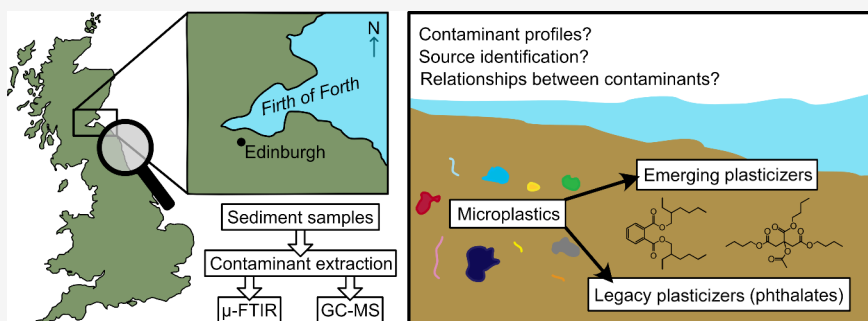 N
Firth of Forth
Edinburgh
Sediment samples
Contaminant extraction
μ-FTIR
GC-MS
Contaminant profiles?
Source identification?
Relationships between contaminants?
Emerging plasticizers
Microplastics
O
O
O
O
O
O
O
O
O
O
O
Legacy plasticizers (phthalates)